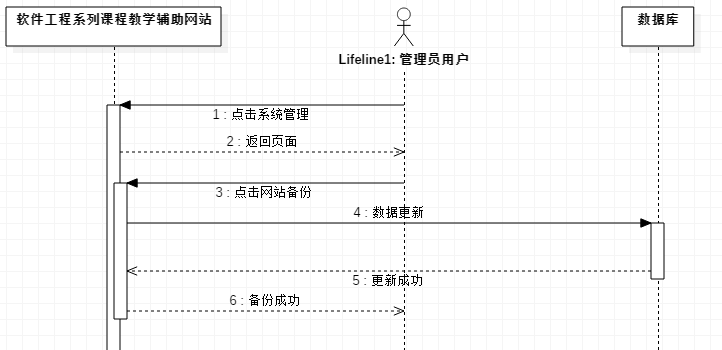 软件工程系列课程教学辅助网站
数据库
Lifeline1: 管理员用户
1 : 点击系统管理
2 : 返回页面
3 : 点击网站备份
4 : 数据更新
5 : 更新成功
6 : 备份成功